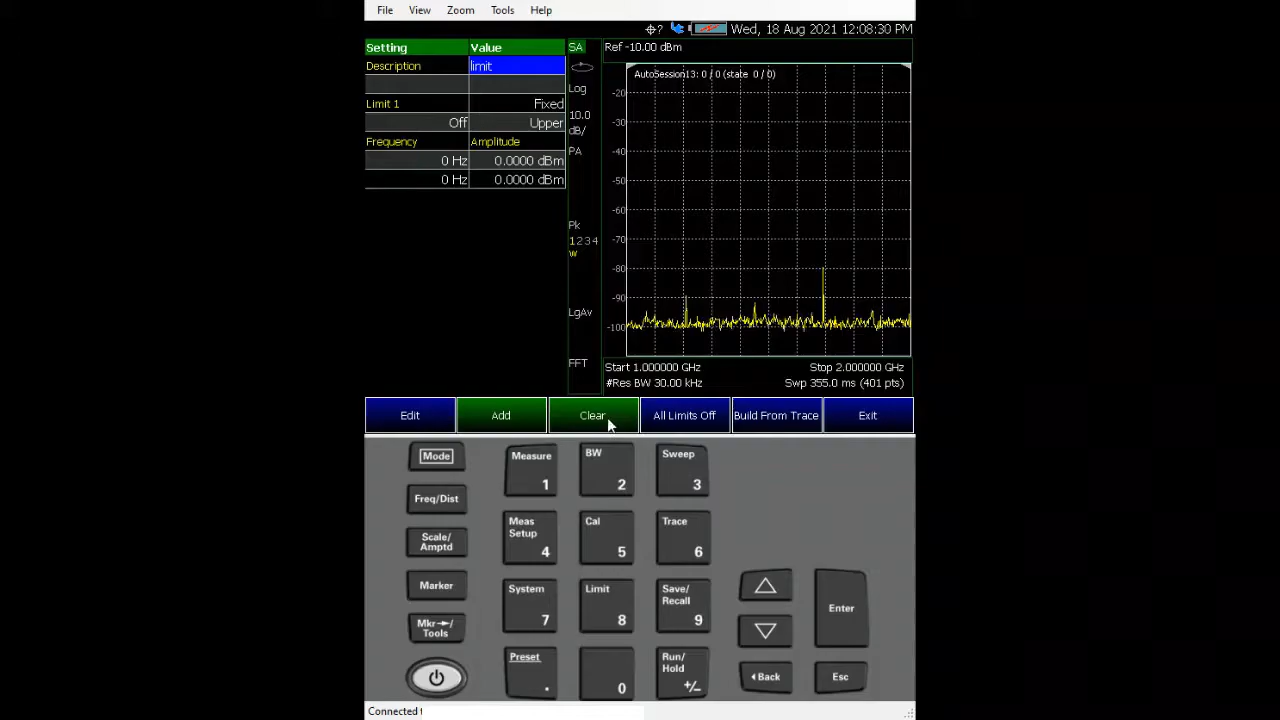 File View Zoom Tools Help
Wed, 18 Aug 2021 12:08:30 PM
Setting Value SA Ref -10.00 dBm
Description limit
AutoSession13: 0 / 0 (state 0 / 0)
Log
-20
Limit 1 Fixed
10.0
Off Upper
dB/
-30
Frequency Amplitude
PA
-40
0 Hz 0.0000 dBm
0 Hz 0.0000 dBm
-50
-60
Pk
1234
W
-70
-80
-90
LgAv
-100
FFT
Start 1.000000 GHz Stop 2.000000 GHz
#Res BW 30.00 kHz Swp 355.0 ms (401 pts)
Edit Add Clear All Limits Off Build From Trace Exit
Mode Measure 1 BW 2 Sweep 3
Freq/Dist
Scale/
Amptd
Meas
Setup 4 Cal 5 Trace 6
Marker System 7 Limit 8 Save/
Recall 9 Enter
Mkr→/
Tools
Preset . 0 Run/
Hold +/- Back Esc
Connected